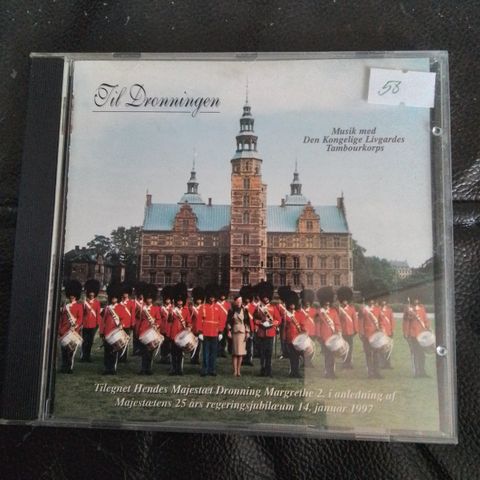 Til Dronningen
58
Musik med
Den Kongelige Livgardes
Tambourkorps
Tilegnet Hendes Majestæt Dronning Margrethe 2. i anledning af
Majestætens 25 års regeringsjubilæum 14. januar 1997